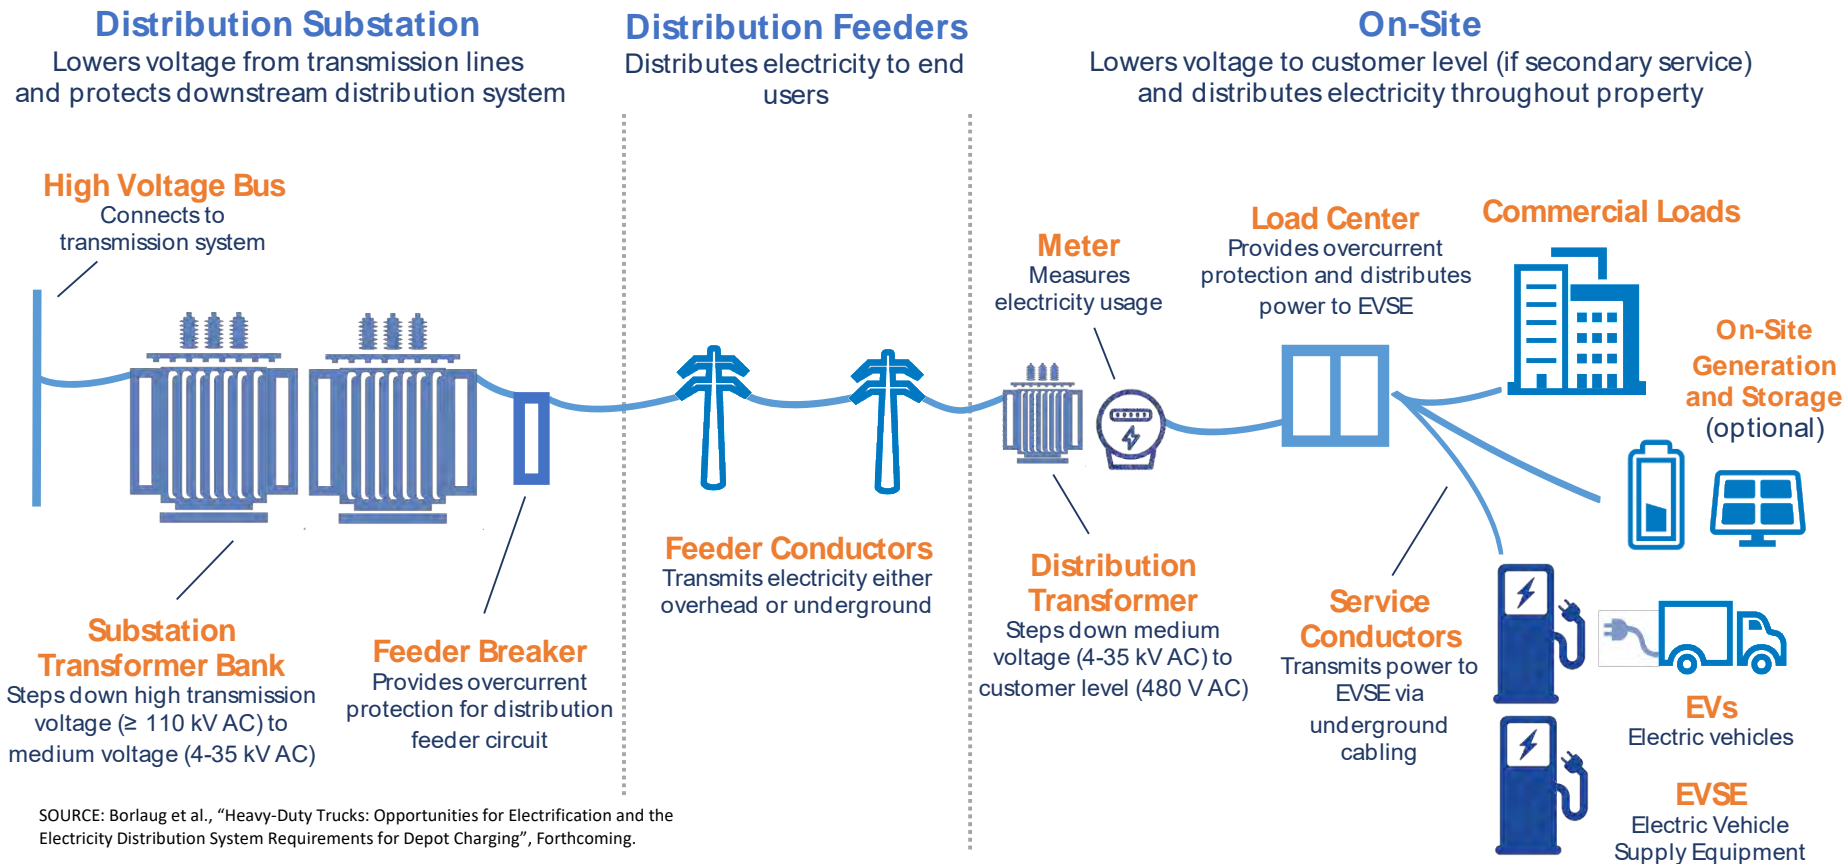 Distribution Substation
Lowers voltage from transmission lines
and protects downstream distribution system
Distribution Feeders
Distributes electricity to end
users
On-Site
Lowers voltage to customer level (if secondary service)
and distributes electricity throughout property
High Voltage Bus
Connects to
transmission system
Substation
Transformer Bank
Steps down high transmission
voltage (≥ 110 kV AC) to
medium voltage (4-35 kV AC)
Feeder Breaker
Provides overcurrent
protection for distribution
feeder circuit
Feeder Conductors
Transmits electricity either
overhead or underground
Meter
Measures
electricity usage
Distribution
Transformer
Steps down medium
voltage (4-35 kV AC) to
customer level (480 V AC)
Load Center
Provides overcurrent
protection and distributes
power to EVSE
Service
Conductors
Transmits power to
EVSE via
underground
cabling
Commercial Loads
On-Site
Generation
and Storage
(optional)
EVs
Electric vehicles
EVSE
Electric Vehicle
Supply Equipment
SOURCE: Borlaug et al., “Heavy-Duty Trucks: Opportunities for Electrification and the
Electricity Distribution System Requirements for Depot Charging”, Forthcoming.